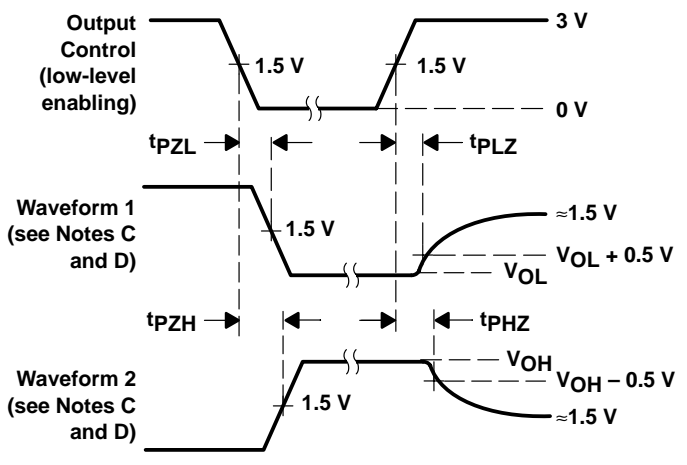 Output
Control
(low-level
enabling)
3 V
1.5 V
1.5 V
0 V
tPZL
tPLZ
Waveform 1
(see Notes C
and D)
1.5 V
≈1.5 V
VOL + 0.5 V
VOL
tPZH
tPHZ
Waveform 2
(see Notes C
and D)
1.5 V
VOH
VOH – 0.5 V
≈1.5 V